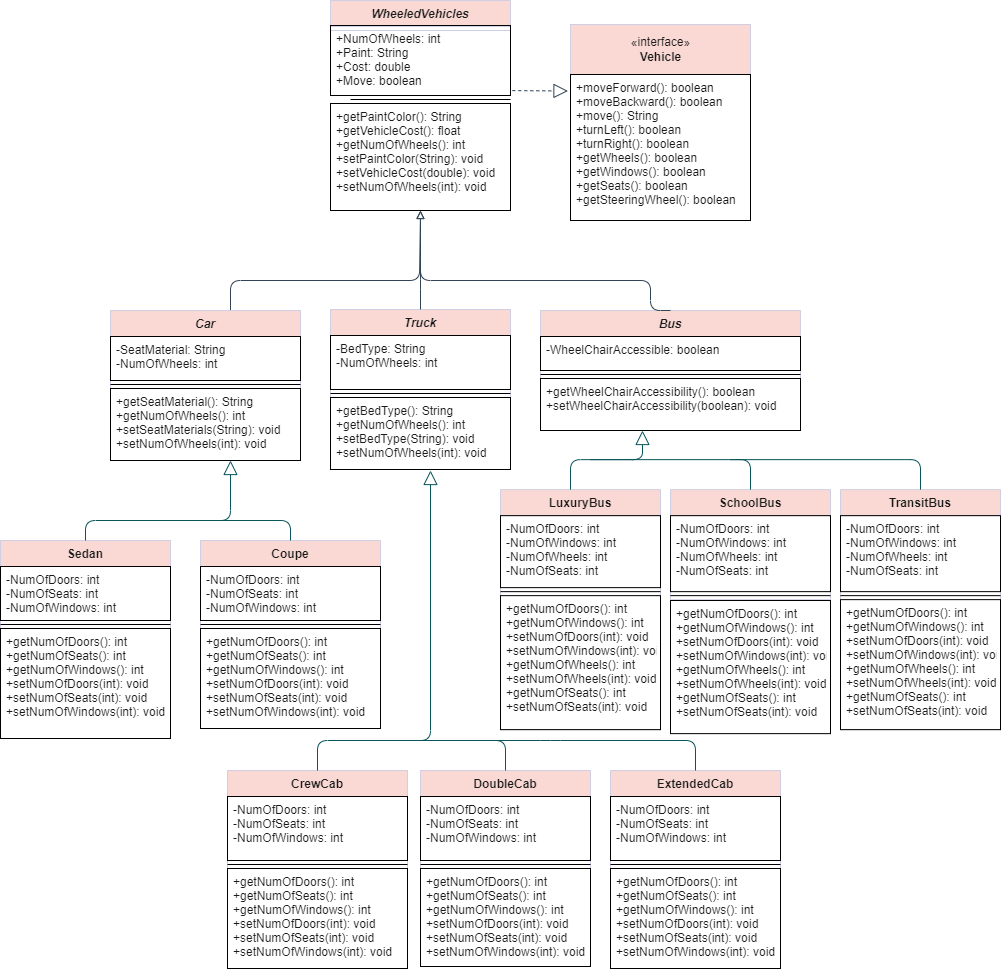 WheeledVehicles
+NumOfWheels: int
+Paint: String
+Cost: double
+Move: boolean
+getPaintColor(): String
+getVehicleCost(): float
+getNumOfWheels(): int
+setPaintColor(String): void
+setVehicleCost(double): void
+setNumOfWheels(int): void
«interface»
Vehicle
+moveForward(): boolean
+moveBackward(): boolean
+move(): String
+turnLeft(): boolean
+turnRight(): boolean
+getWheels(): boolean
+getWindows(): boolean
+getSeats(): boolean
+getSteeringWheel(): boolean
Car
-SeatMaterial: String
-NumOfWheels: int
+getSeatMaterial(): String
+getNumOfWheels(): int
+setSeatMaterials(String): void
+setNumOfWheels(int): void
Truck
-BedType: String
-NumOfWheels: int
+getBedType(): String
+getNumOfWheels(): int
+setBedType(String): void
+setNumOfWheels(int): void
Bus
-WheelChairAccessible: boolean
+getWheelChairAccessibility(): boolean
+setWheelChairAccessibility(boolean): void
Sedan
-NumOfDoors: int
-NumOfSeats: int
-NumOfWindows: int
+getNumOfDoors(): int
+getNumOfSeats(): int
+getNumOfWindows(): int
+setNumOfDoors(int): void
+setNumOfSeats(int): void
+setNumOfWindows(int): void
Coupe
-NumOfDoors: int
-NumOfSeats: int
-NumOfWindows: int
+getNumOfDoors(): int
+getNumOfSeats(): int
+getNumOfWindows(): int
+setNumOfDoors(int): void
+setNumOfSeats(int): void
+setNumOfWindows(int): void
LuxuryBus
-NumOfDoors: int
-NumOfWindows: int
-NumOfWheels: int
-NumOfSeats: int
+getNumOfDoors(): int
+getNumOfWindows(): int
+setNumOfDoors(int): void
+setNumOfWindows(int): voi
+getNumOfWheels(): int
+setNumOfWheels(int): void
+getNumOfSeats(): int
+setNumOfSeats(int): void
SchoolBus
-NumOfDoors: int
-NumOfWindows: int
-NumOfWheels: int
-NumOfSeats: int
+getNumOfDoors(): int
+getNumOfWindows(): int
+setNumOfDoors(int): void
+setNumOfWindows(int): voi
+getNumOfWheels(): int
+setNumOfWheels(int): void
+getNumOfSeats(): int
+setNumOfSeats(int): void
TransitBus
-NumOfDoors: int
-NumOfWindows: int
-NumOfWheels: int
-NumOfSeats: int
+getNumOfDoors(): int
+getNumOfWindows(): int
+setNumOfDoors(int): void
+setNumOfWindows(int): voi
+getNumOfWheels(): int
+setNumOfWheels(int): void
+getNumOfSeats(): int
+setNumOfSeats(int): void
CrewCab
-NumOfDoors: int
-NumOfSeats: int
-NumOfWindows: int
+getNumOfDoors(): int
+getNumOfSeats(): int
+getNumOfWindows(): int
+setNumOfDoors(int): void
+setNumOfSeats(int): void
+setNumOfWindows(int): void
DoubleCab
-NumOfDoors: int
-NumOfSeats: int
-NumOfWindows: int
+getNumOfDoors(): int
+getNumOfSeats(): int
+getNumOfWindows(): int
+setNumOfDoors(int): void
+setNumOfSeats(int): void
+setNumOfWindows(int): void
ExtendedCab
-NumOfDoors: int
-NumOfSeats: int
-NumOfWindows: int
+getNumOfDoors(): int
+getNumOfSeats(): int
+getNumOfWindows(): int
+setNumOfDoors(int): void
+setNumOfSeats(int): void
+setNumOfWindows(int): void